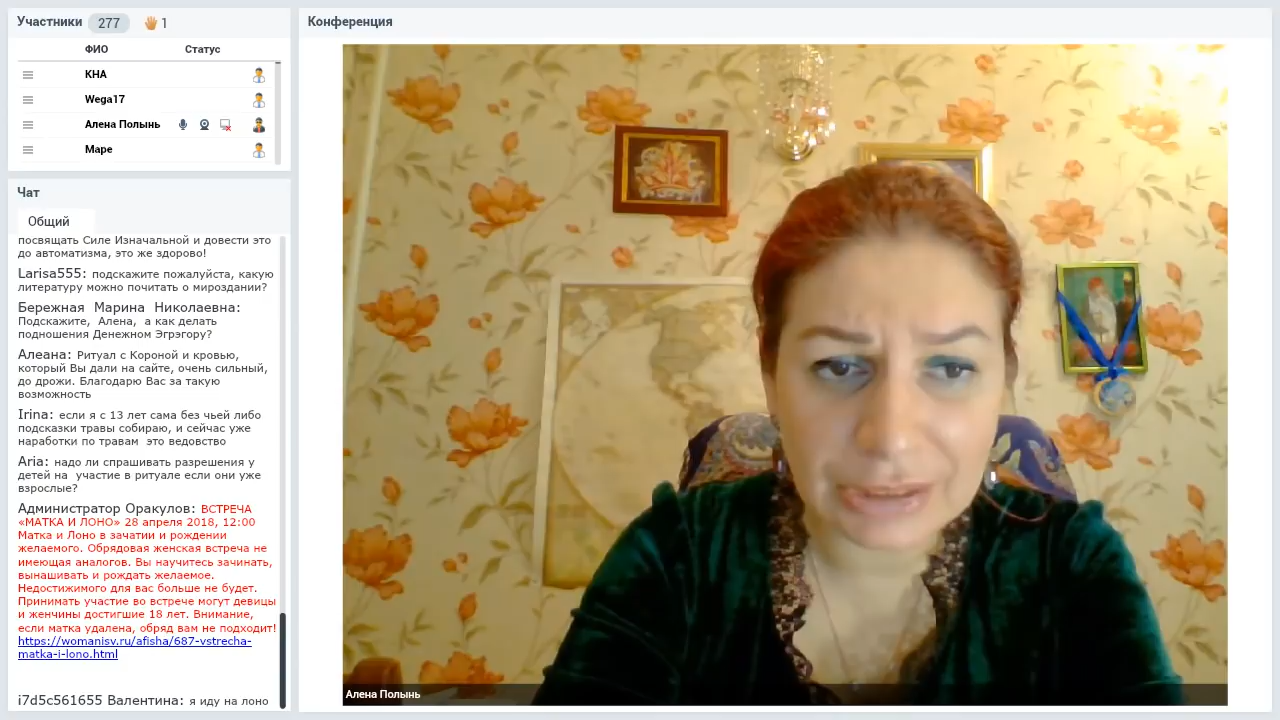 Участники 277 1
ФИО Статус
КНА
Wega17
Алена Полынь
Маре
Чат
Общий
посвящать Силе Изначальной и довести это
до автоматизма, это же здорово!
Larisa555: подскажите пожалуйста, какую
литературу можно почитать о мироздании?
Бережная Марина Николаевна:
Подскажите, Алена, а как делать
подношения Денежном Эгрэгору?
Алеана: Ритуал с Короной и кровью,
который Вы дали на сайте, очень сильный,
до дрожи. Благодарю Вас за такую
возможность
Irina: если я с 13 лет сама без чьей либо
подсказки травы собираю, и сейчас уже
наработки по травам это ведовство
Aria: надо ли спрашивать разрешения у
детей на участие в ритуале если они уже
взрослые?
Администратор Оракулов: ВСТРЕЧА
«МАТКА И ЛОНО» 28 апреля 2018, 12:00
Матка и Лоно в зачатии и рождении
желаемого. Обрядовая женская встреча не
имеющая аналогов. Вы научитесь зачинать,
вынашивать и рождать желаемое.
Недостижимого для вас больше не будет.
Принимать участие во встрече могут девицы
и женчины достигшие 18 лет. Внимание,
если матка удалена, обряд вам не подходит!
https://womanisv.ru/afisha/687-vstrecha-
matka-i-lono.html
i7d5c561655 Валентина: я иду на лоно
Конференция
Алена Полынь